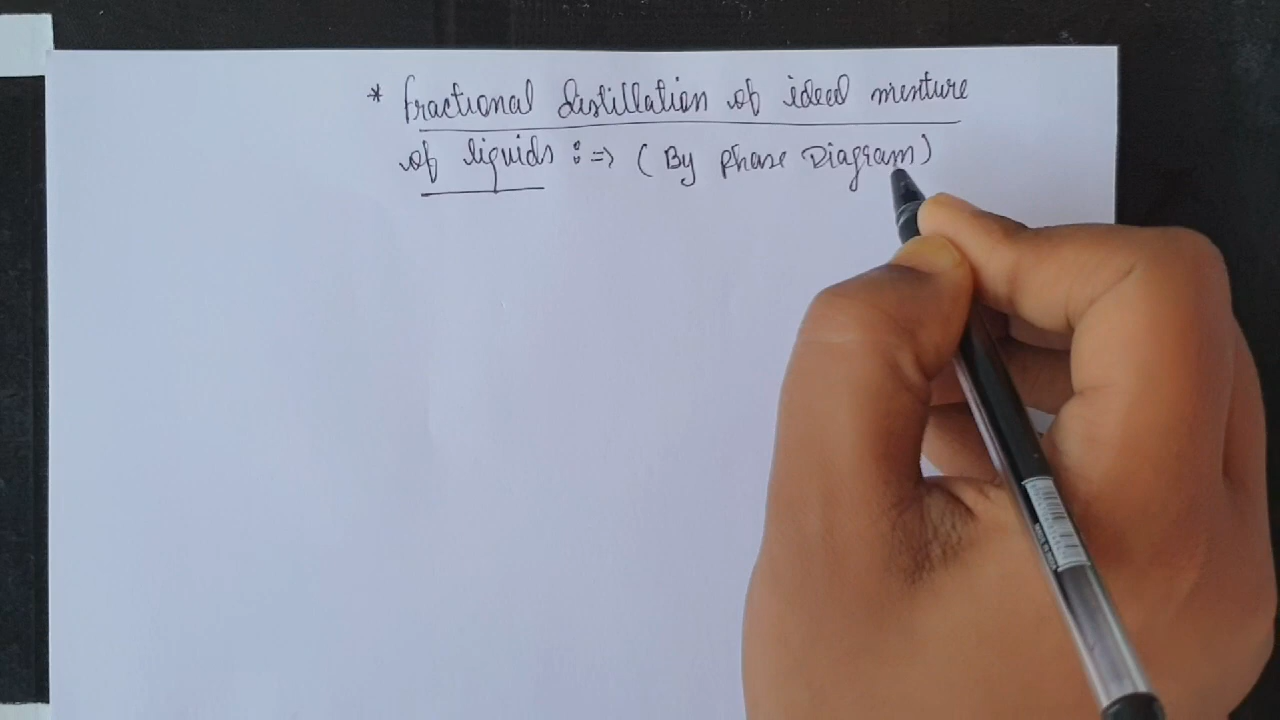 * fractional distillation of ideal mixture
of liquids :=> ( By Phase Diagram )